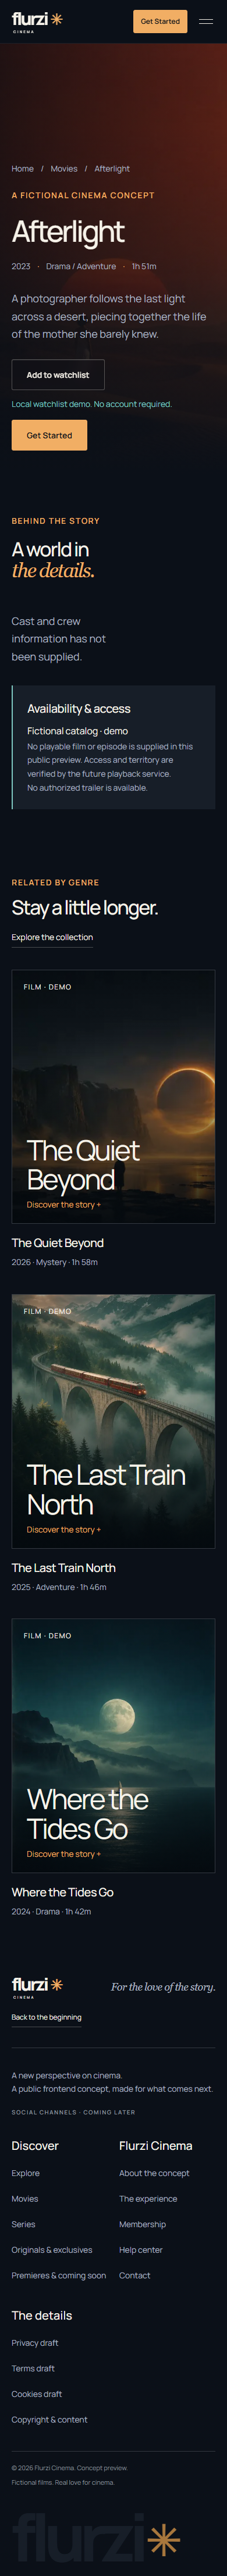 flurzi
CINEMA
Get Started
Home / Movies / Afterlight
A FICTIONAL CINEMA CONCEPT
Afterlight
2023 · Drama / Adventure · 1h 51m
A photographer follows the last light
across a desert, piecing together the life
of the mother she barely knew.
Add to watchlist
Local watchlist demo. No account required.
Get Started
BEHIND THE STORY
A world in
the details.
Cast and crew
information has not
been supplied.
Availability & access
Fictional catalog · demo
No playable film or episode is supplied in this
public preview. Access and territory are
verified by the future playback service.
No authorized trailer is available.
RELATED BY GENRE
Stay a little longer.
Explore the collection
FILM · DEMO
The Quiet
Beyond
Discover the story +
The Quiet Beyond
2026 · Mystery · 1h 58m
FILM · DEMO
The Last Train
North
Discover the story +
The Last Train North
2025 · Adventure · 1h 46m
FILM · DEMO
Where the
Tides Go
Discover the story +
Where the Tides Go
2024 · Drama · 1h 42m
flurzi
CINEMA
For the love of the story.
Back to the beginning
A new perspective on cinema.
A public frontend concept, made for what comes next.
SOCIAL CHANNELS · COMING LATER
Discover
Explore
Movies
Series
Originals & exclusives
Premieres & coming soon
Flurzi Cinema
About the concept
The experience
Membership
Help center
Contact
The details
Privacy draft
Terms draft
Cookies draft
Copyright & content
© 2026 Flurzi Cinema. Concept preview.
Fictional films. Real love for cinema.
flurzi